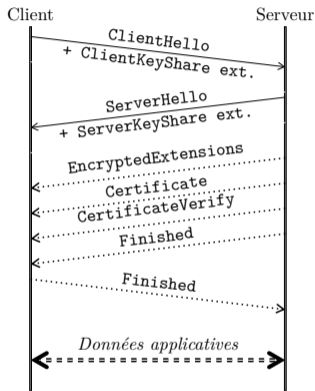 Client Serveur
ClientHello
+ ClientKeyShare ext.
ServerHello
+ ServerKeyShare ext.
EncryptedExtensions
Certificate
CertificateVerify
Finished
Finished
Données applicatives